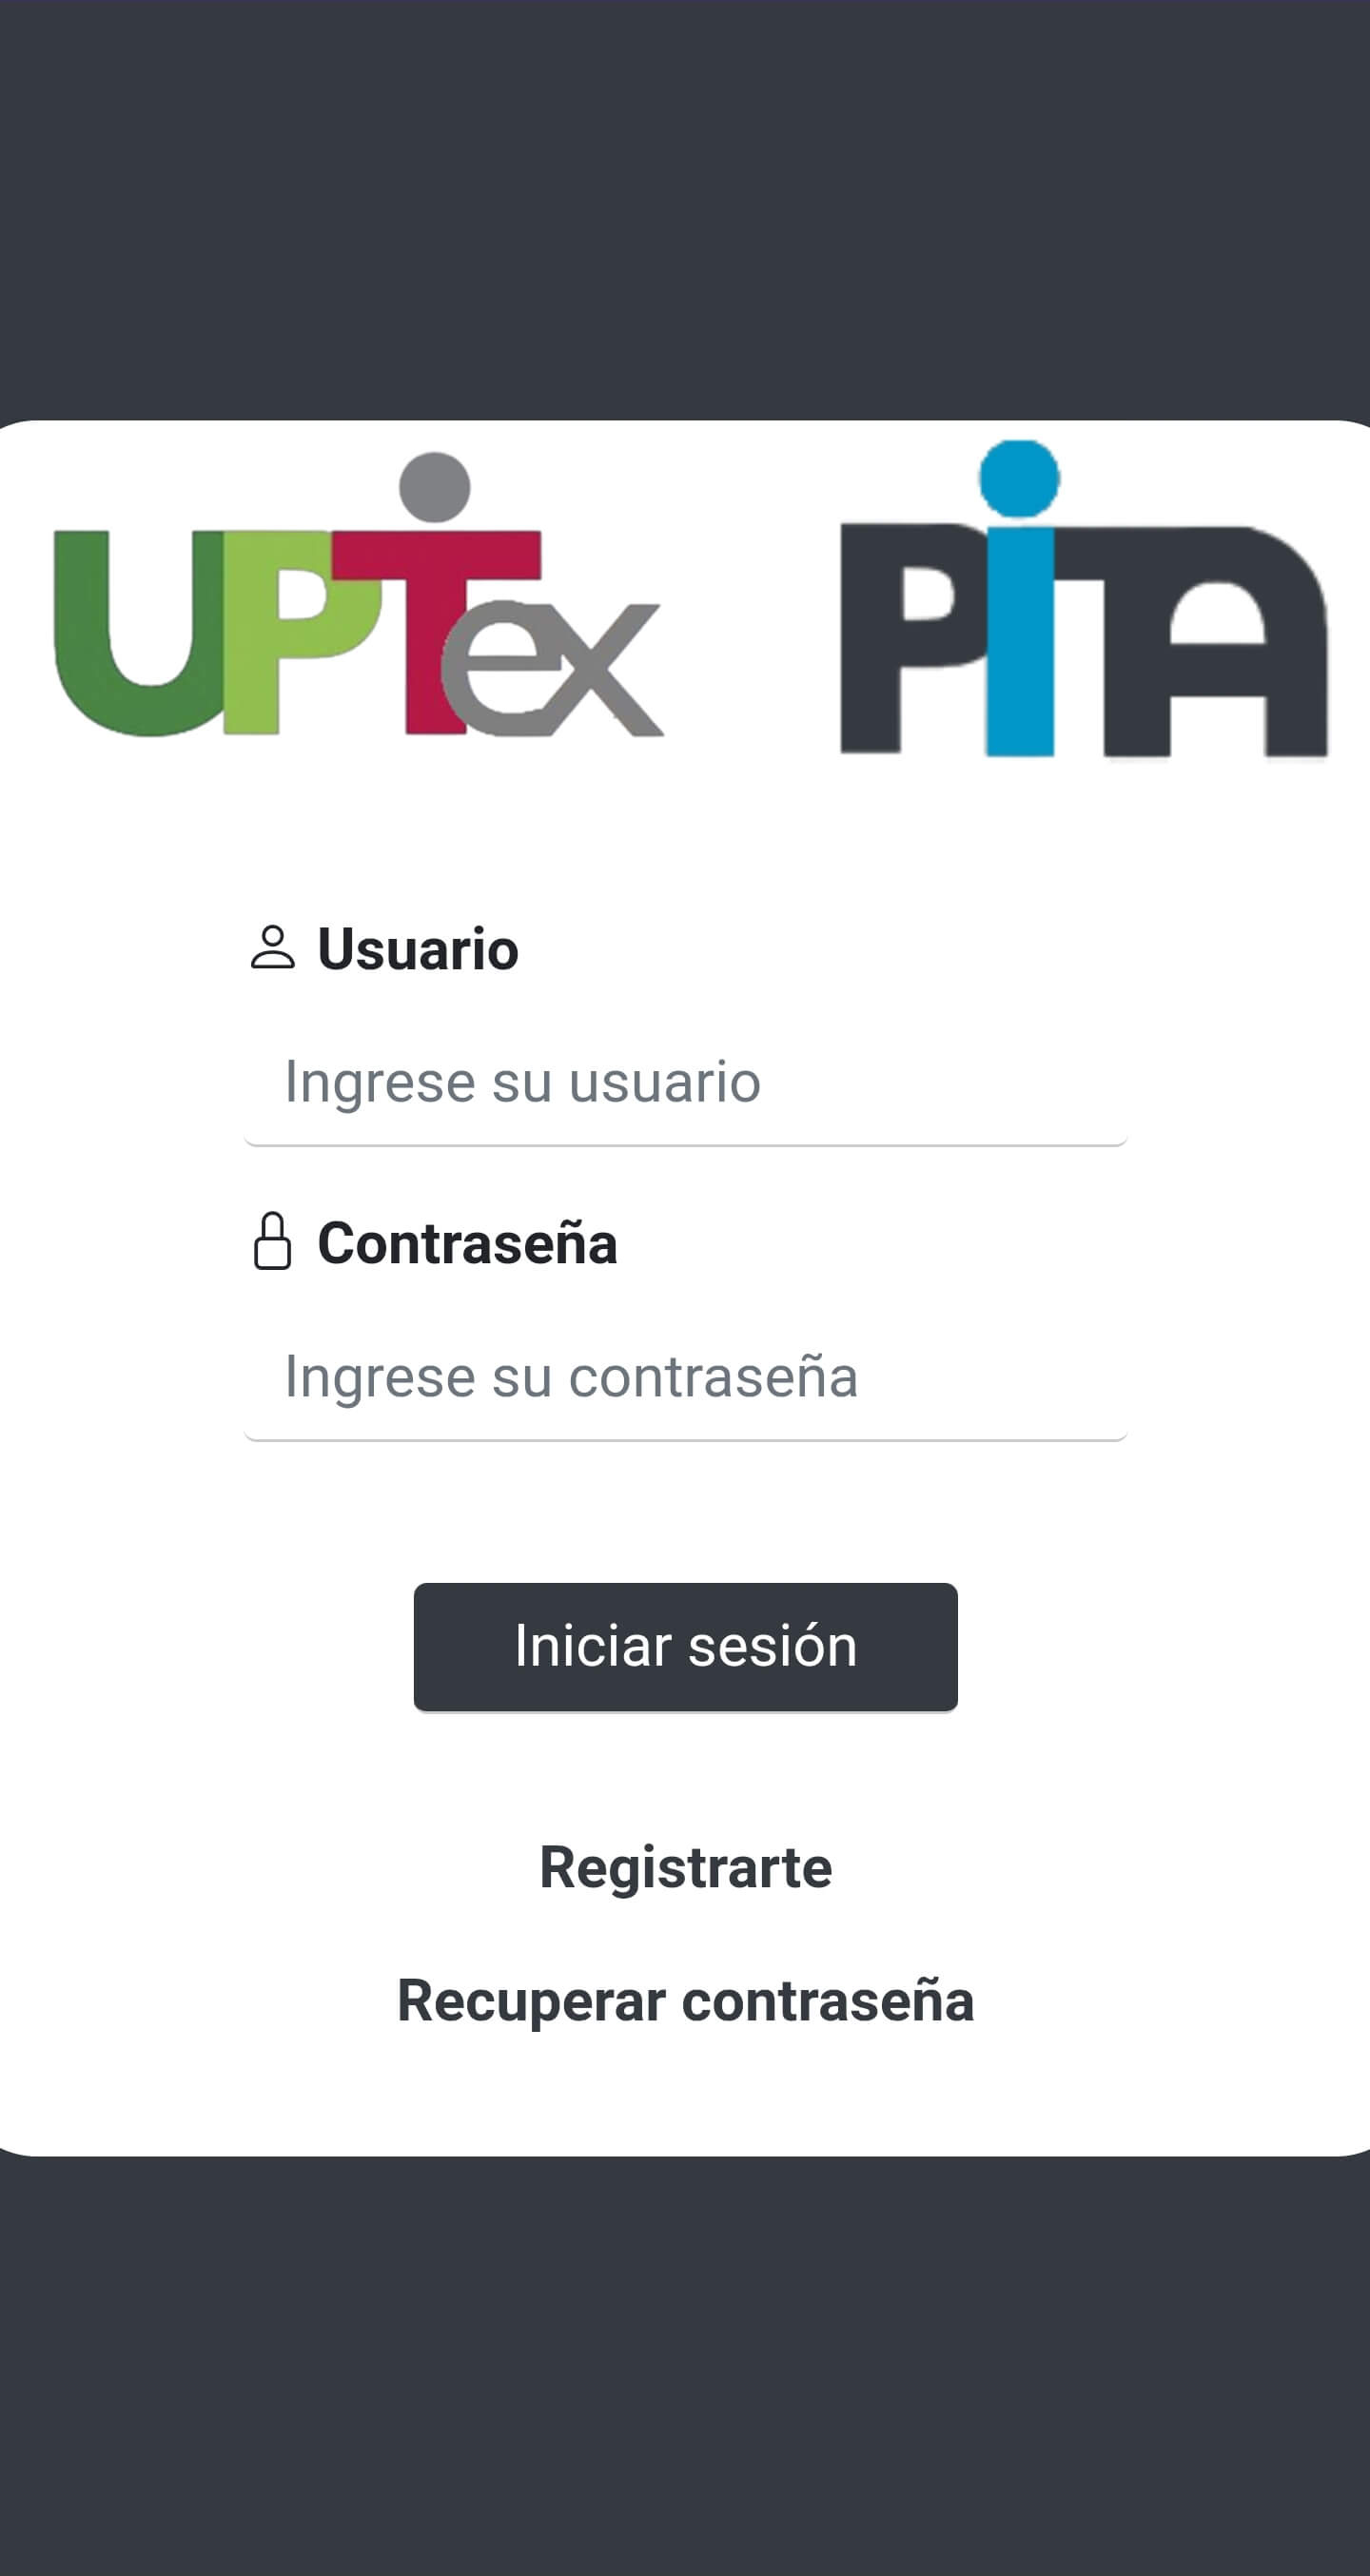 UPTex PiTA
Usuario
Ingrese su usuario
Contraseña
Ingrese su contraseña
Iniciar sesión
Registrarte
Recuperar contraseña